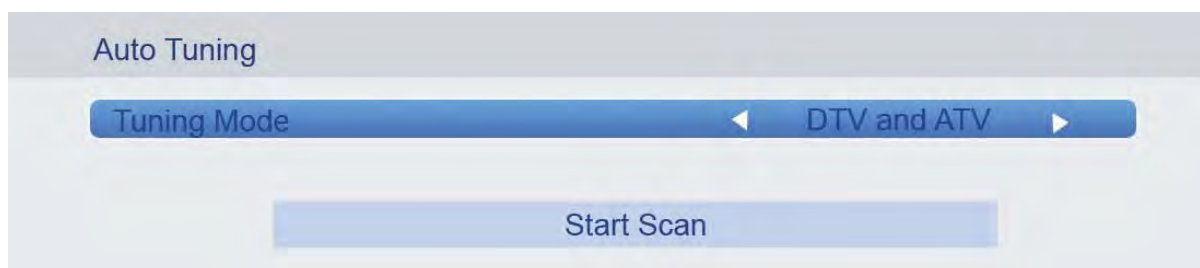 Auto Tuning
Tuning Mode DTV and ATV
Start Scan